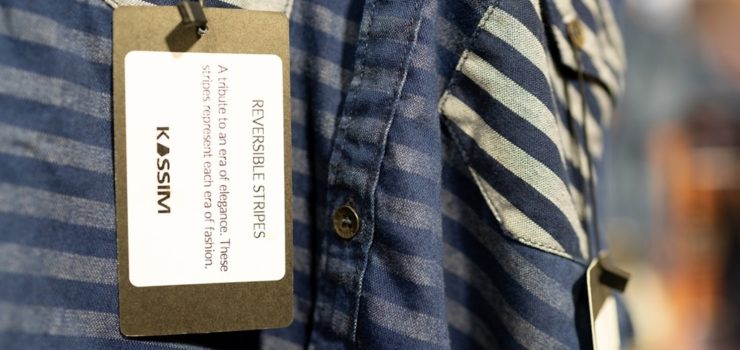 REVERSIBLE STRIPES
A tribute to an era of elegance. These
stripes represent each era of fashion.
KASSIM